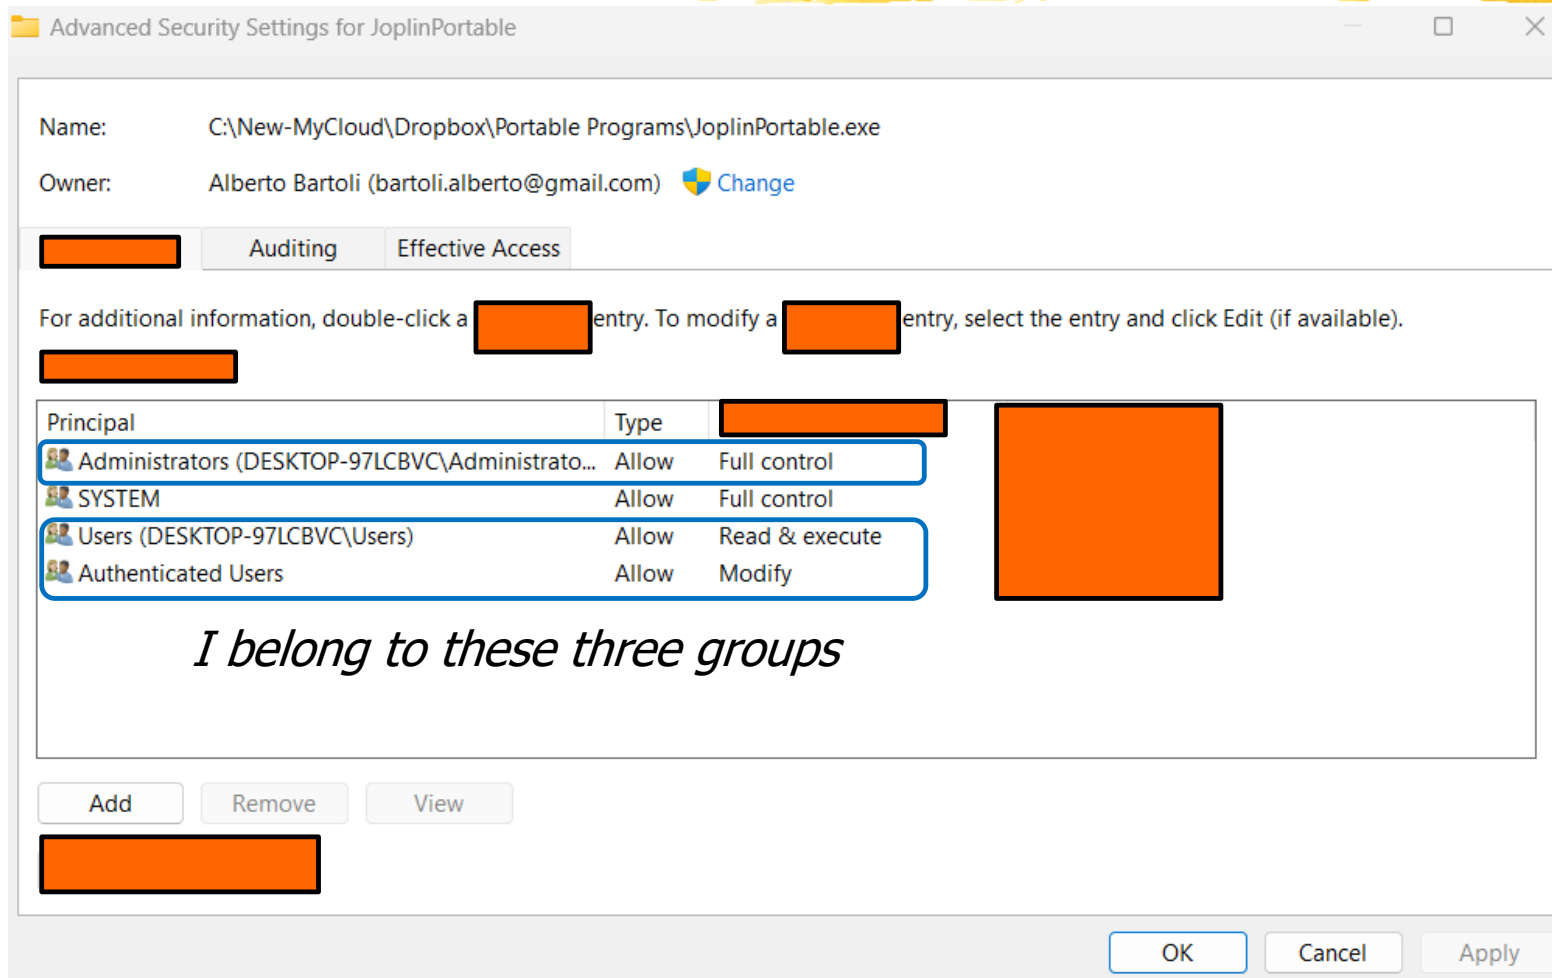 Advanced Security Settings for JoplinPortable
Name: C:\New-MyCloud\Dropbox\Portable Programs\JoplinPortable.exe
Owner: Alberto Bartoli (bartoli.alberto@gmail.com) Change
Auditing Effective Access
For additional information, double-click a entry. To modify a entry, select the entry and click Edit (if available).
Principal Type
Administrators (DESKTOP-97LCBVC\Administrato... Allow Full control
SYSTEM Allow Full control
Users (DESKTOP-97LCBVC\Users) Allow Read & execute
Authenticated Users Allow Modify
I belong to these three groups
Add Remove View
OK Cancel Apply